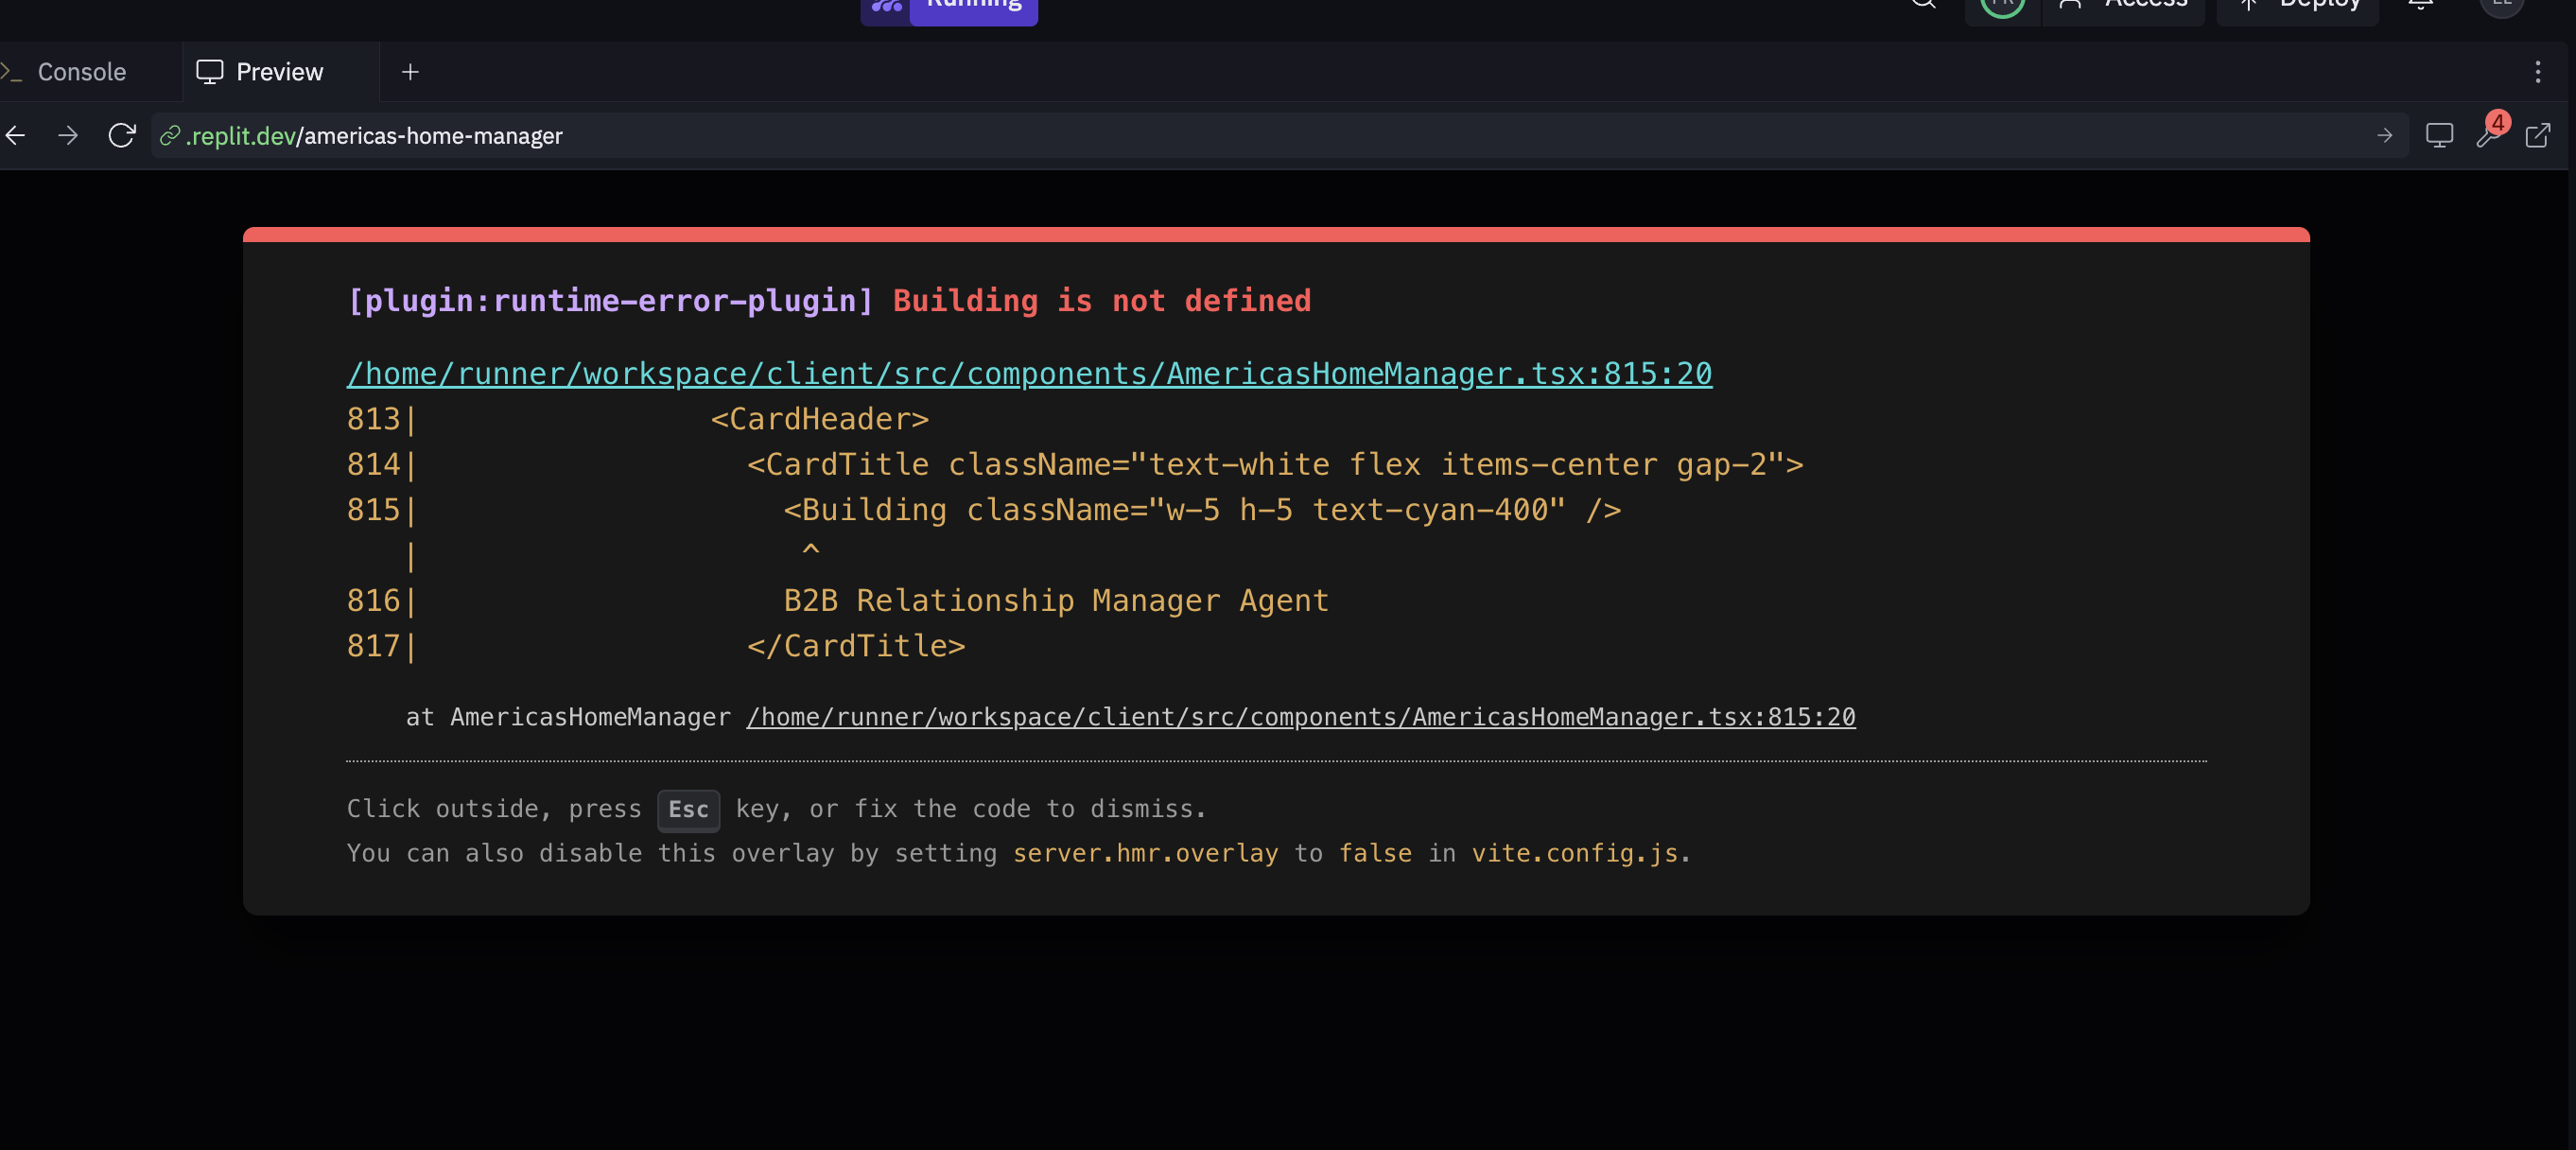 Running
Access
Deploy
Console
Preview
.replit.dev/americas-home-manager
4
[plugin:runtime-error-plugin] Building is not defined
/home/runner/workspace/client/src/components/AmericasHomeManager.tsx:815:20
813|                <CardHeader>
814|                  <CardTitle className="text-white flex items-center gap-2">
815|                    <Building className="w-5 h-5 text-cyan-400" />
   |                     ^
816|                    B2B Relationship Manager Agent
817|                  </CardTitle>
at AmericasHomeManager /home/runner/workspace/client/src/components/AmericasHomeManager.tsx:815:20
Click outside, press Esc key, or fix the code to dismiss.
You can also disable this overlay by setting server.hmr.overlay to false in vite.config.js.